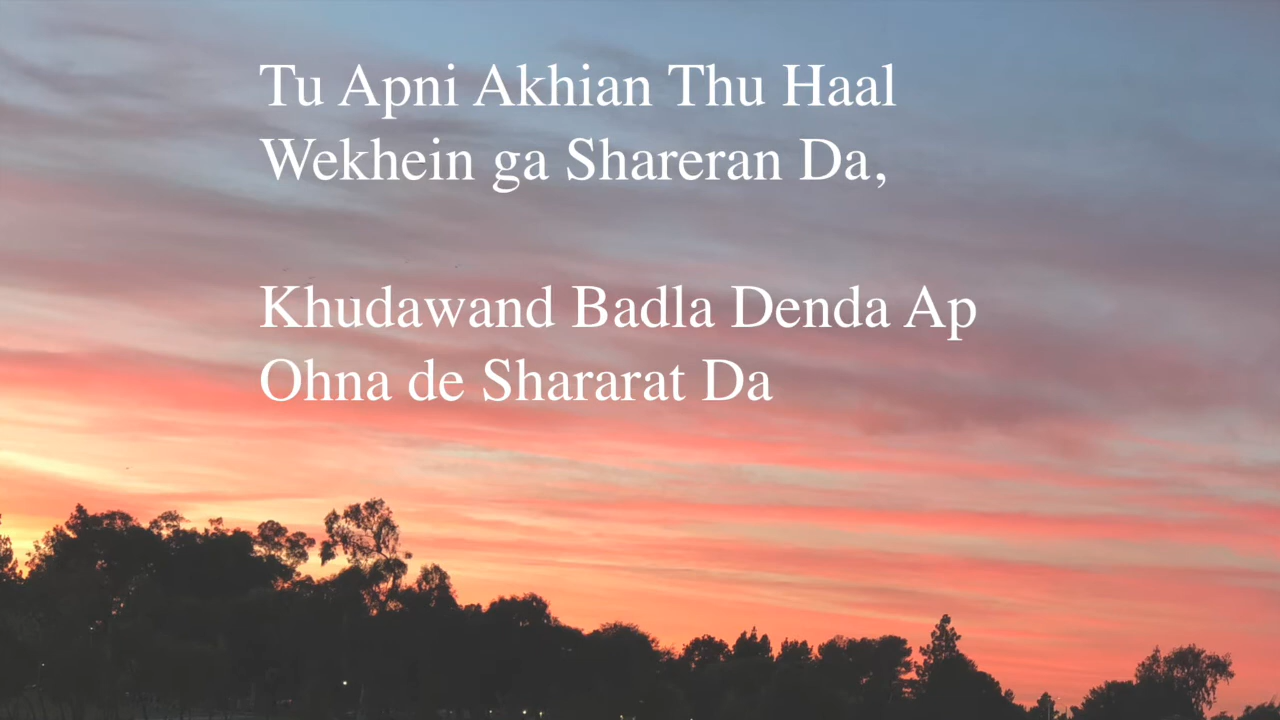 Tu Apni Akhian Thu Haal
Wekhein ga Shareran Da,
Khudawand Badla Denda Ap
Ohna de Shararat Da